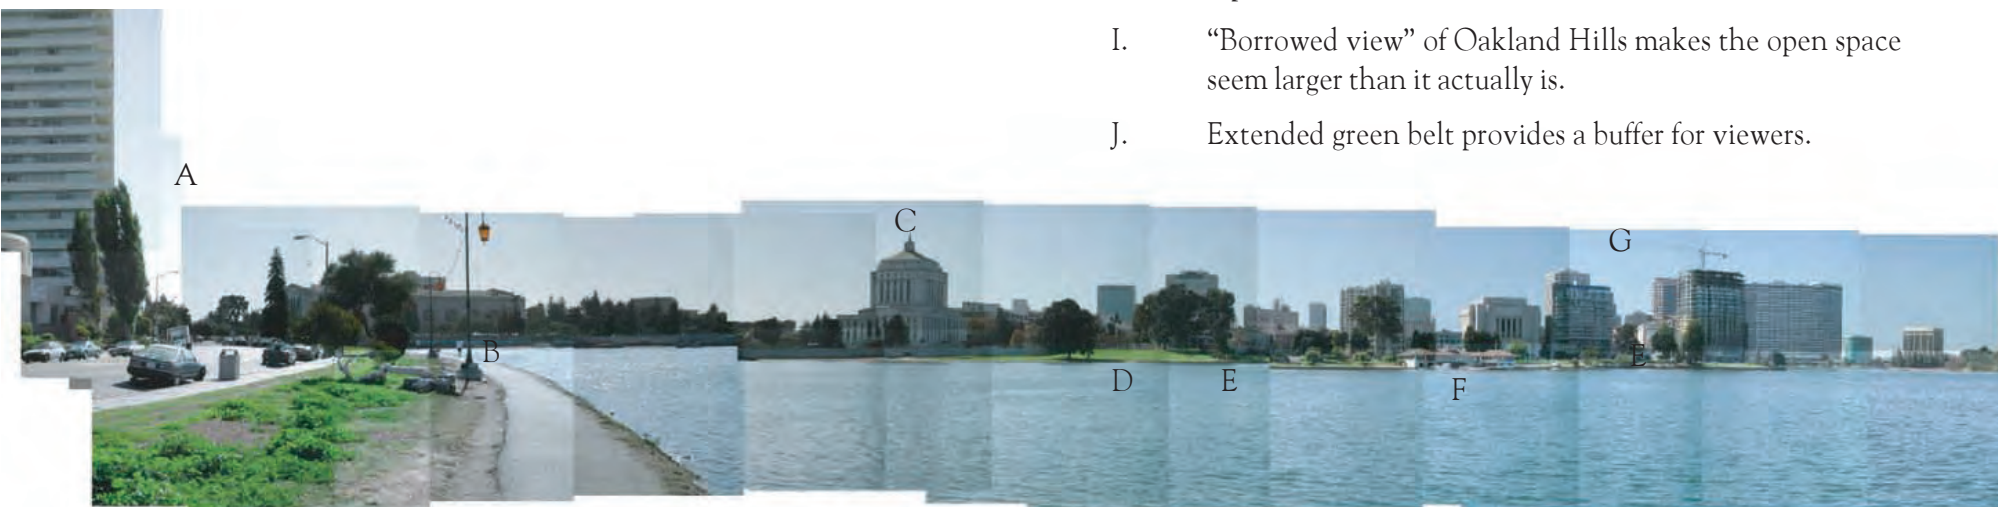 I. “Borrowed view” of Oakland Hills makes the open space
seem larger than it actually is.
J. Extended green belt provides a buffer for viewers.
A
C
G
B
E
D
E
F